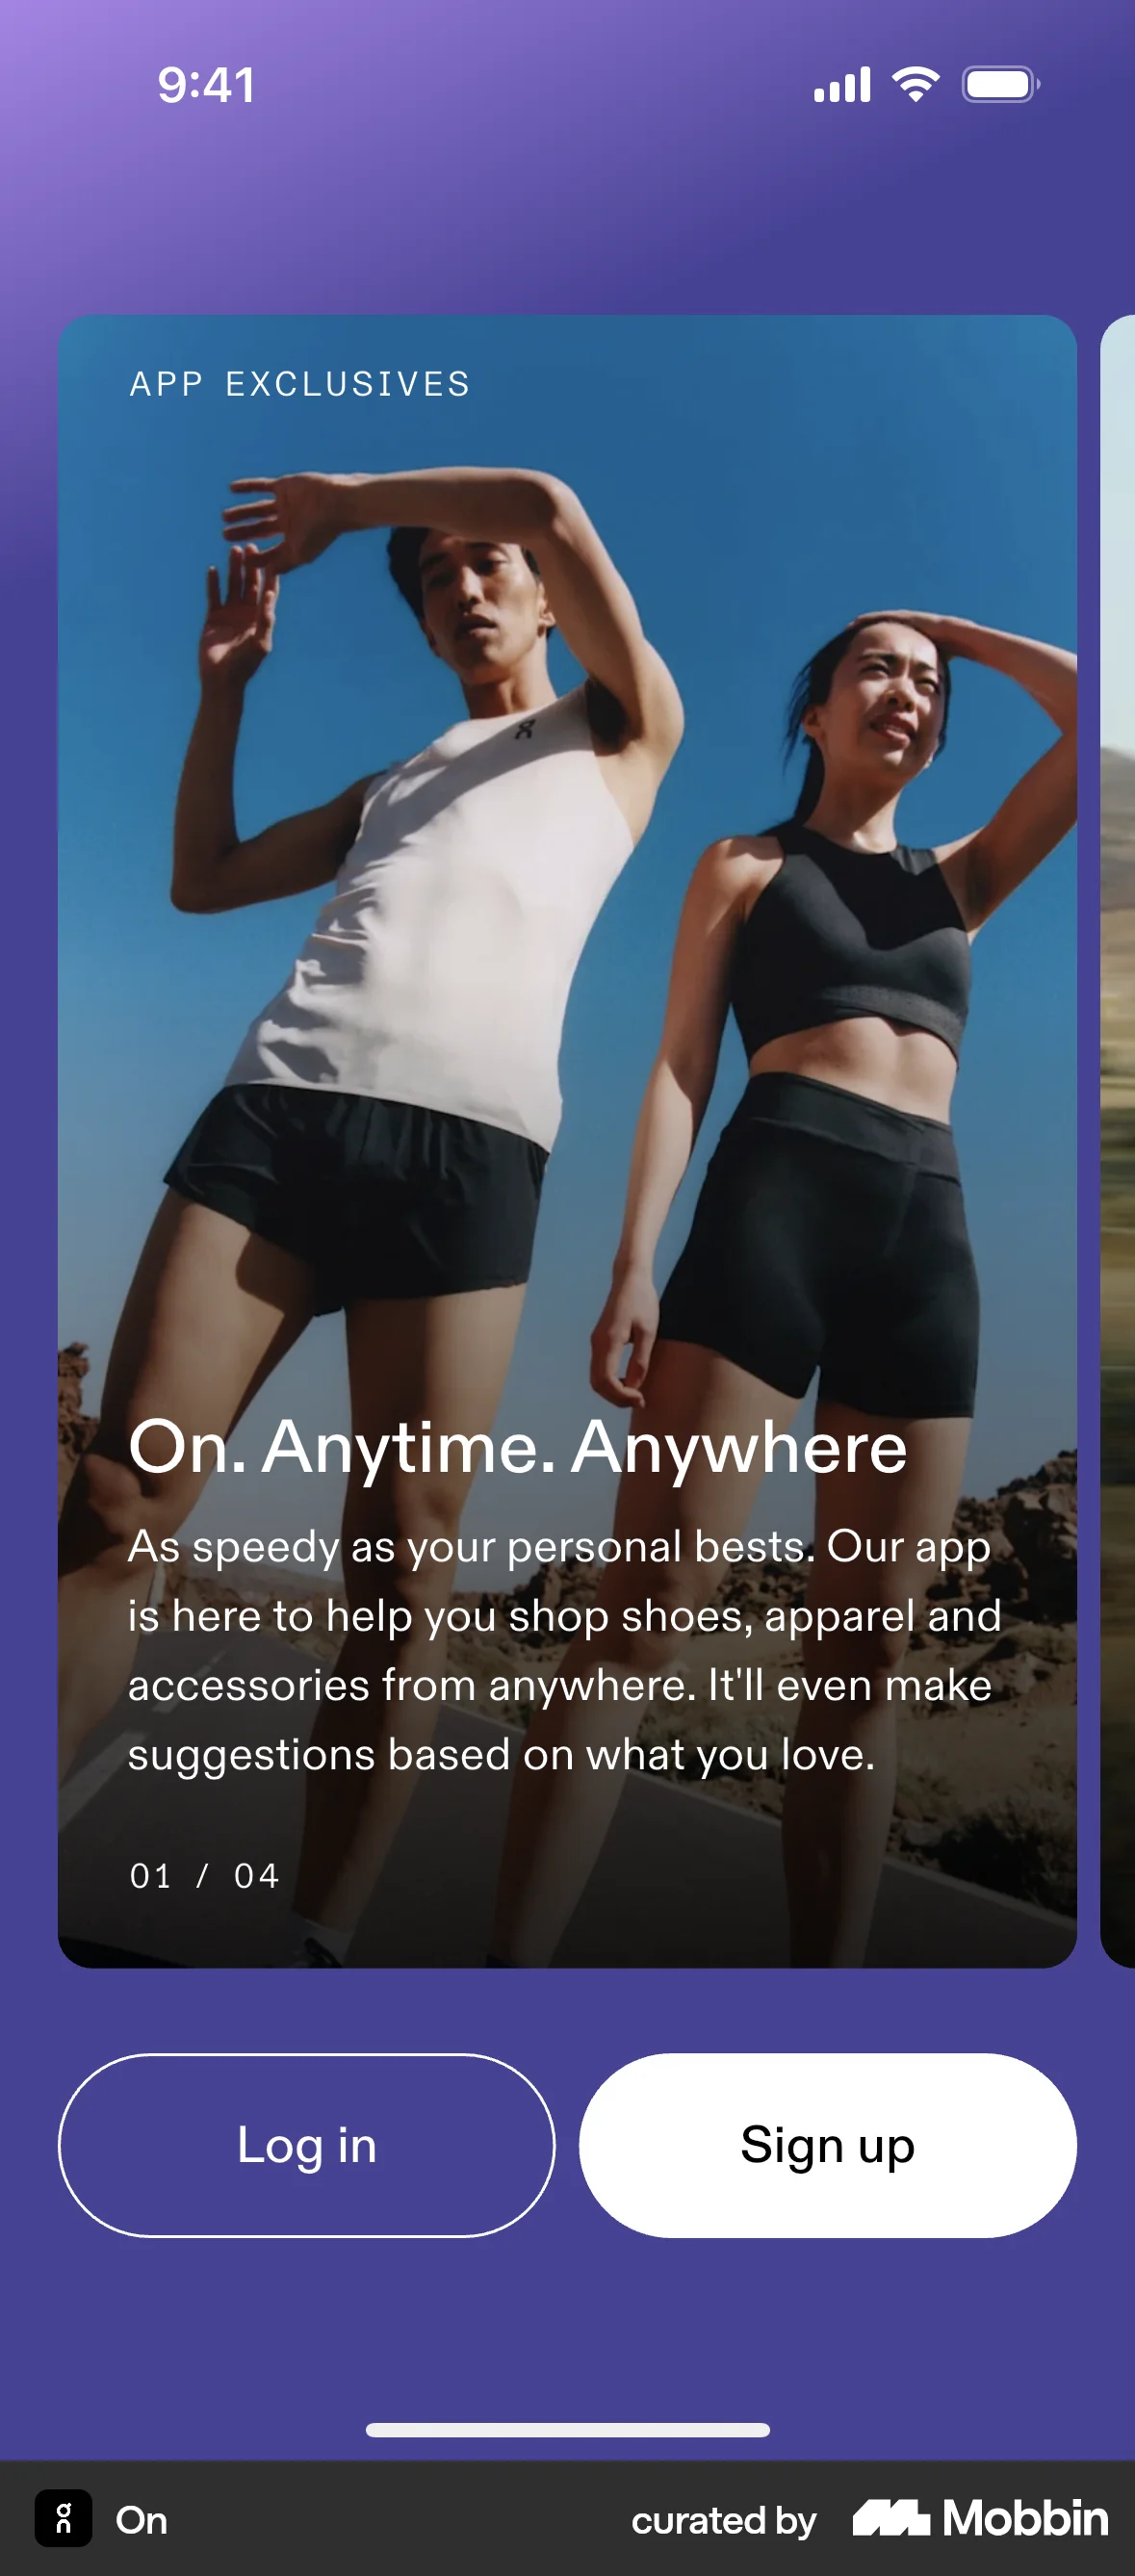 9:41
APP EXCLUSIVES
On. Anytime. Anywhere
As speedy as your personal bests. Our app
is here to help you shop shoes, apparel and
accessories from anywhere. It'll even make
suggestions based on what you love.
01 / 04
Log in
Sign up
On
curated by Mobbin